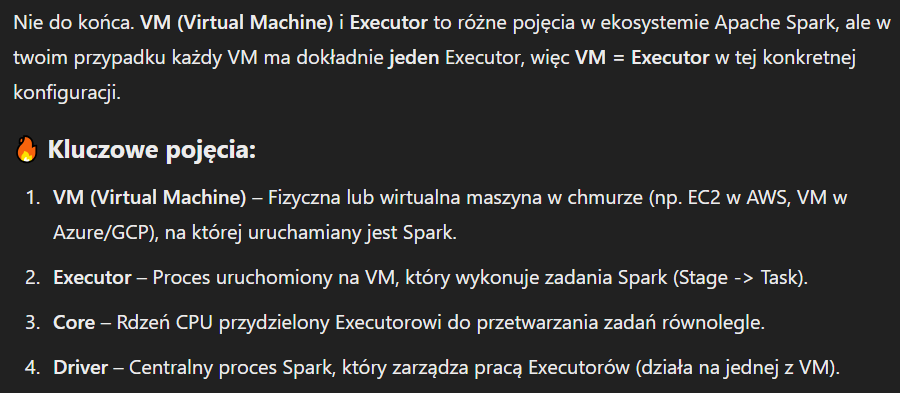 Nie do końca. VM (Virtual Machine) i Executor to różne pojęcia w ekosystemie Apache Spark, ale w
twoim przypadku każdy VM ma dokładnie jeden Executor, więc VM = Executor w tej konkretnej
konfiguracji.
🔥 Kluczowe pojęcia:
1. VM (Virtual Machine) – Fizyczna lub wirtualna maszyna w chmurze (np. EC2 w AWS, VM w
Azure/GCP), na której uruchamiany jest Spark.
2. Executor – Proces uruchomiony na VM, który wykonuje zadania Spark (Stage -> Task).
3. Core – Rdzeń CPU przydzielony Executorowi do przetwarzania zadań równolegle.
4. Driver – Centralny proces Spark, który zarządza pracą Executorów (działa na jednej z VM).